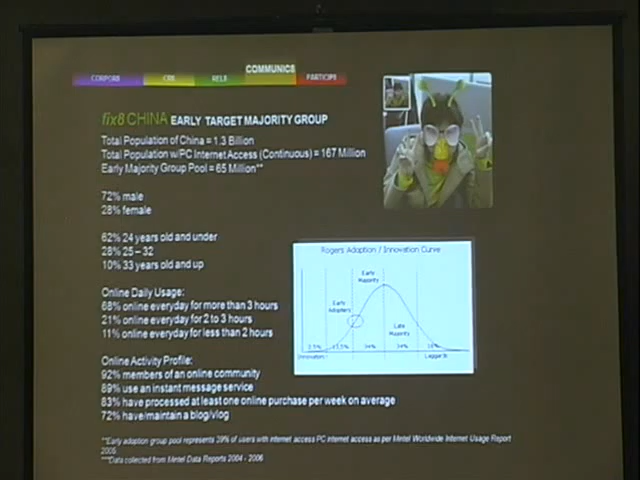 COMMUNICS
fix8 CHINA EARLY TARGET MAJORITY GROUP
Total Population of China = 1.3 Billion
Total Population w/PC Internet Access (Continuous) = 167 Million
Early Majority Group Pool = 65 Million**
72% male
28% female
62% 24 years old and under
28% 25 - 32
10% 33 years old and up
Online Daily Usage:
68% online everyday for more than 3 hours
21% online everyday for 2 to 3 hours
11% online everyday for less than 2 hours
Online Activity Profile:
92% members of an online community
89% use an instant message service
83% have processed at least one online purchase per week on average
72% have/maintain a blog/vlog
Rogers Adoption / Innovation Curve
Early
Majority
Early
Adopters
Late
Majority
2.5% 13.5% 34% 34% 16%
Innovators
Laggards
**Early adoption group pool represents 39% of users with internet access PC internet access as per Mintel Worldwide Internet Usage Report
***Data collected from Mintel Data Reports 2004 - 2006